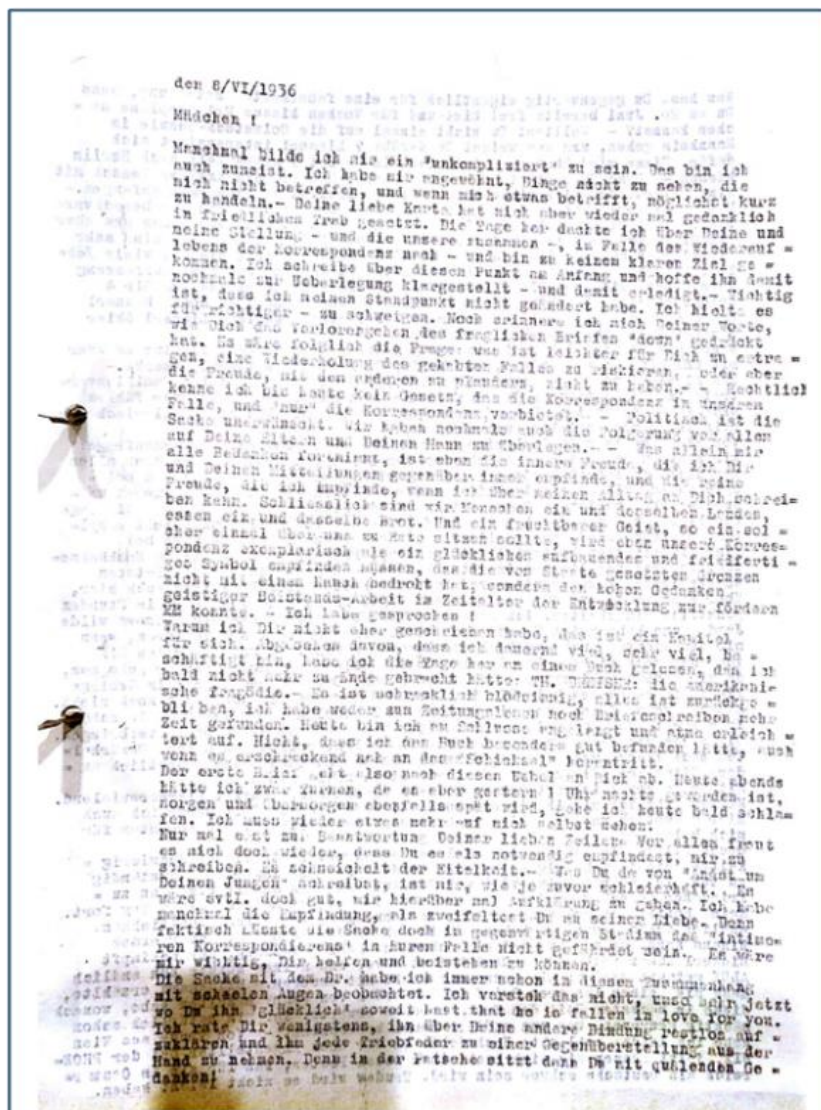 den 8/VI/1936
Mädchen !
Manchmal bilde ich mir ein "unkompliziert" zu sein. Das bin ich
auch zumeist. Ich habe mir angewöhnt, Dinge nicht zu sehen, die
mich nicht betreffen, und wenn mich etwas betrifft, möglichst kurz
zu handeln.- Deine liebe Karte hat mich aber wieder mal gedanklich
in friedlichen Trab gesetzt. Die Tage her dachte ich über Deine und
meine Stellung - und die unsere zusammen -, im Falle des Wiederauf =
lebens der Korrespondenz nach - und bin zu keinem klaren Ziel ge =
kommen. Ich schreibe über diesen Punkt am Anfang und hoffe ihn damit
nochmals zur Ueberlegung klargestellt - und damit erledigt.- Wichtig
ist, dass ich meinen Standpunkt nicht geändert habe. Ich hielte es
für richtiger - zu schweigen. Noch erinnere ich mich Deiner Worte,
wie Dich das Verlorengehen des fraglichen Briefes "down" gedrückt
hat. Es wäre folglich die Frage: was ist leichter für Dich zu ertra =
gen, eine Wiederholung des gehabten Falles zu riskieren, oder aber
die Freude, mit dem anderen zu plaudern, nicht zu haben.- - Rechtlich
kenne ich bis heute kein Gesetz, das die Korrespondenz in unserem
Falle, und "nur" die Korrespondenz verbietet. - - Politisch ist die
Sache unerwünscht. Wir haben nochmals auch die Folgerung vor allem
auf Deine Eltern und Deinen Mann zu überlegen.- - Was allein mir
alle Bedenken fortnimmt, ist eben die innere Freude, die ich Dir
und Deinen Mitteilungen gegenüber immer empfinde, und die reine
Freude, die ich empfinde, wenn ich über meinen Alltag an Dich schrei=
ben kann. Schliesslich sind wir Menschen ein und desselben Landes,
essen ein und dasselbe Brot. Und ein fruchtbarer Geist, so ein sol =
cher einmal über uns zu Rate sitzen sollte, wird eben unsere Korres=
pondenz exemplarisch als ein glückliches aufbauendes und friedferti =
ges Symbol empfinden müssen, das die vom Staate gesetzten Grenzen
nicht mit einem Hauch bedroht hat, sondern den hohen Gedanken
geistiger Beistands-Arbeit im Zeitalter der Entwicklung nur fördern
konnte. - Ich habe gesprochen !
Warum ich Dir nicht eher geschrieben habe, das ist ein Kapitel
für sich. Abgesehen davon, dass ich dauernd viel, sehr viel, be =
schäftigt bin, habe ich die Tage her an einem Buch gelesen, das ich
bald nicht mehr zu Ende gebracht hätte: TH. DREISER: die amerikani=
sche Tragödie.- Es ist schrecklich blödsinnig, alles ist zurückge =
blieben, ich habe weder zum Zeitungslesen noch Briefeschreiben mehr
Zeit gefunden. Heute bin ich am Schlusse angelangt und atme erleich =
tert auf. Nicht, dass ich das Buch besonders gut befunden hätte, auch
wenn es erschreckend nah an das "Schicksal" herantritt.
Der erste Brief geht also nach diesem Uebel an Dich ab. Heute abends
hätte ich zwar Turnen, da es aber gestern 1 Uhr nachts geworden ist,
morgen und übermorgen ebenfalls spät wird, gehe ich heute bald schla=
fen. Ich muss wieder etwas mehr auf mich selbst sehen.
Nur mal erst zur Beantwortung Deiner lieben Zeilen: Vor allem freut
es mich doch wieder, dass Du es als notwendig empfindest, mir zu
schreiben. Es schmeichelt der Eitelkeit.- Was Du da von "Angst um
Deinen Jungen" schreibst, ist mir, wie je zuvor schleierhaft. Es
wäre evtl. doch gut, mir hierüber mal Aufklärung zu geben. Ich habe
manchmal die Empfindung, als zweifeltest Du an seiner Liebe. Denn
faktisch müsste die Sache doch im gegenwärtigen Stadium des "intime=
ren Korrespondierens" in Eurem Falle nicht gefährdet sein. Es wäre
mir wichtig, Dir helfen und beistehen zu können.
Die Sache mit dem Dr. habe ich immer schon in diesem Zusammenhang
mit scheelen Augen beobachtet. Ich versteh das nicht, umso mehr jetzt
wo Du ihn "glücklich" soweit hast that he is fallen in love for you.
Ich rate Dir wenigstens, ihn über Deine andere Bindung restlos auf =
zuklären und ihm jede Triebfeder zu einer Gegenüberstellung aus der
Hand zu nehmen. Denn in der Patsche sitzt dann Du mit quälenden Ge =
danken!